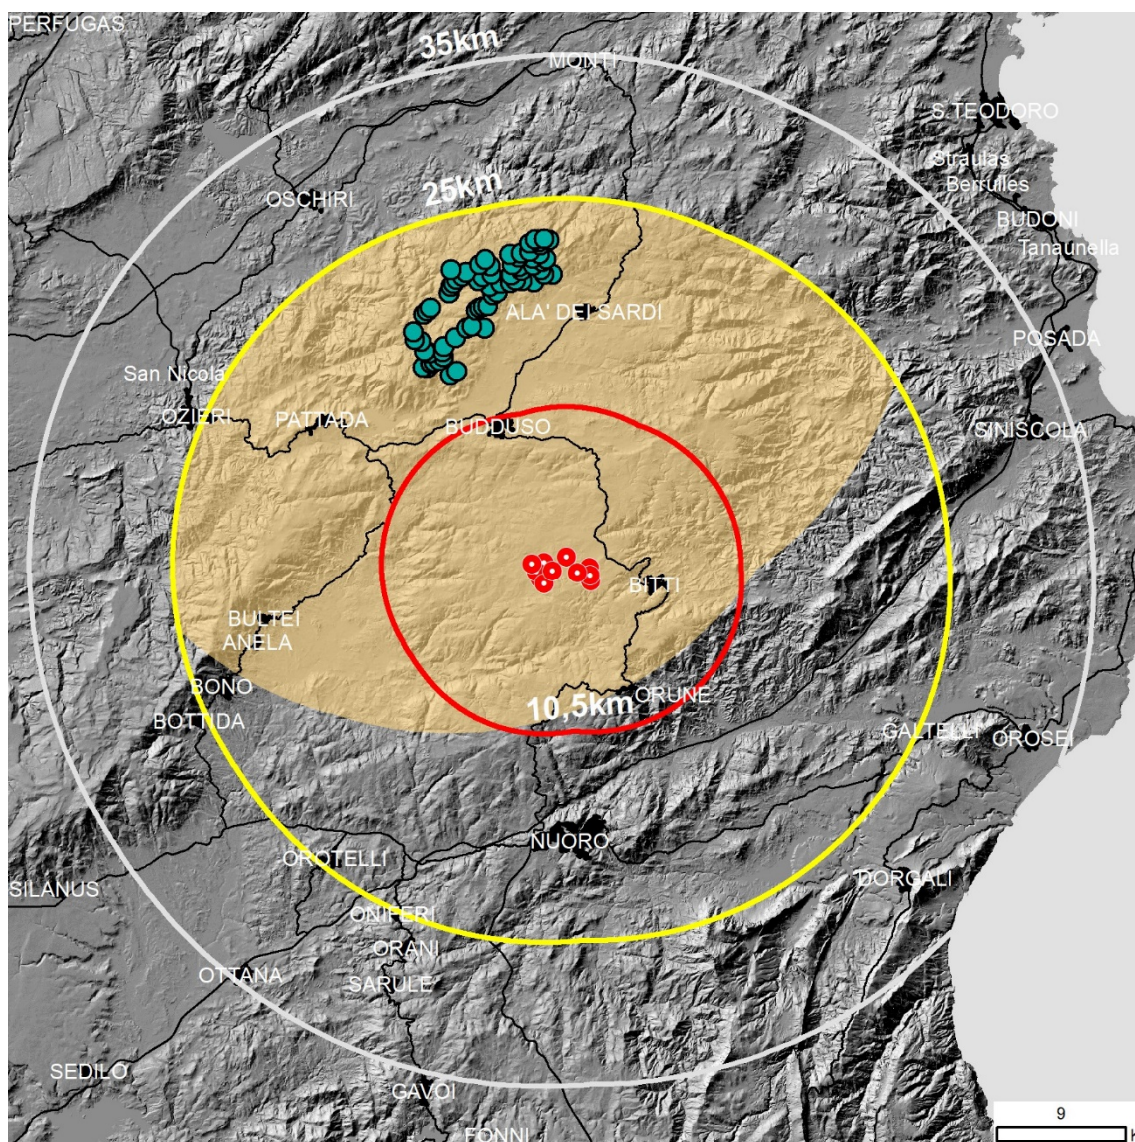 PERFUGAS
35km
MONTI
S.TEODORO
Straulas
Berrulles
25km
OSCHIRI
BUDONI
Tanaunella
ALA' DEI SARDI
POSADA
San Nicola
OZIERI
PATTADA
BUDDUSO
SINISCOLA
BITTI
BULTEI
ANELA
BONO
ORUNE
10,5km
BOTTIDA
GALTELLI
OROSEI
NUORO
OROTELLI
SILANUS
DORGALI
ONIFERI
ORANI
OTTANA
SARULE
SEDILO
GAVOI
9
FONNI